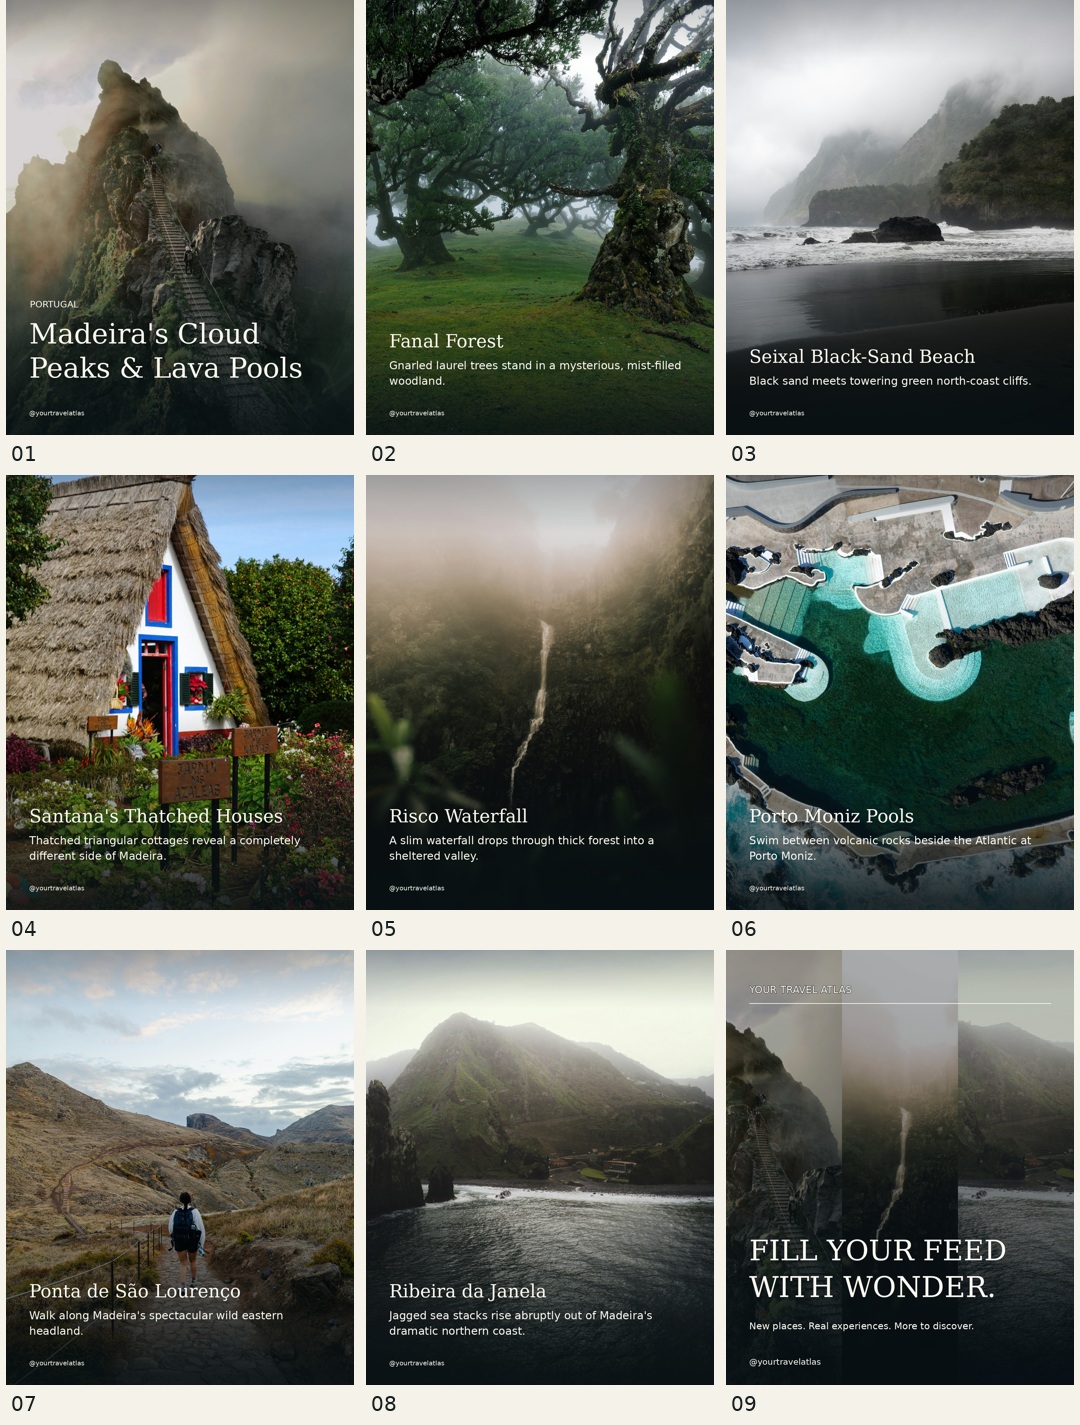 PORTUGAL
Madeira's Cloud
Peaks & Lava Pools
@yourtravelatlas
01
Fanal Forest
Gnarled laurel trees stand in a mysterious, mist-filled
woodland.
@yourtravelatlas
02
Seixal Black-Sand Beach
Black sand meets towering green north-coast cliffs.
@yourtravelatlas
03
Santana's Thatched Houses
Thatched triangular cottages reveal a completely
different side of Madeira.
@yourtravelatlas
04
Risco Waterfall
A slim waterfall drops through thick forest into a
sheltered valley.
@yourtravelatlas
05
Porto Moniz Pools
Swim between volcanic rocks beside the Atlantic at
Porto Moniz.
@yourtravelatlas
06
Ponta de São Lourenço
Walk along Madeira's spectacular wild eastern
headland.
@yourtravelatlas
07
Ribeira da Janela
Jagged sea stacks rise abruptly out of Madeira's
dramatic northern coast.
@yourtravelatlas
08
YOUR TRAVEL ATLAS
FILL YOUR FEED
WITH WONDER.
New places. Real experiences. More to discover.
@yourtravelatlas
09